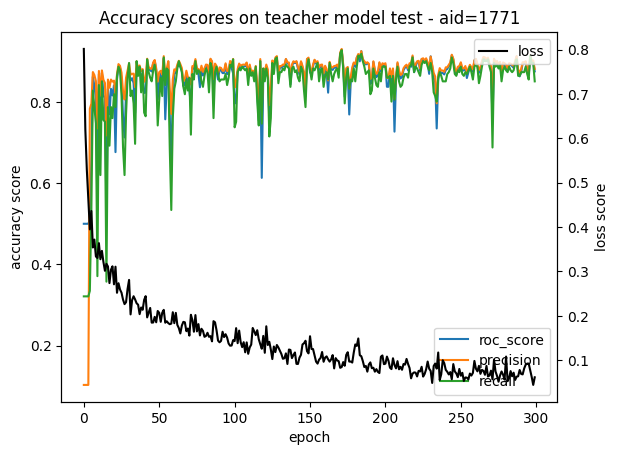 Accuracy scores on teacher model test - aid=1771
loss
0.8
0.7
0.6
0.5
0.4
0.3
0.2
0.1
loss score
0.8
0.6
0.4
0.2
accuracy score
roc_score
precision
recall
0
50
100
150
200
250
300
epoch